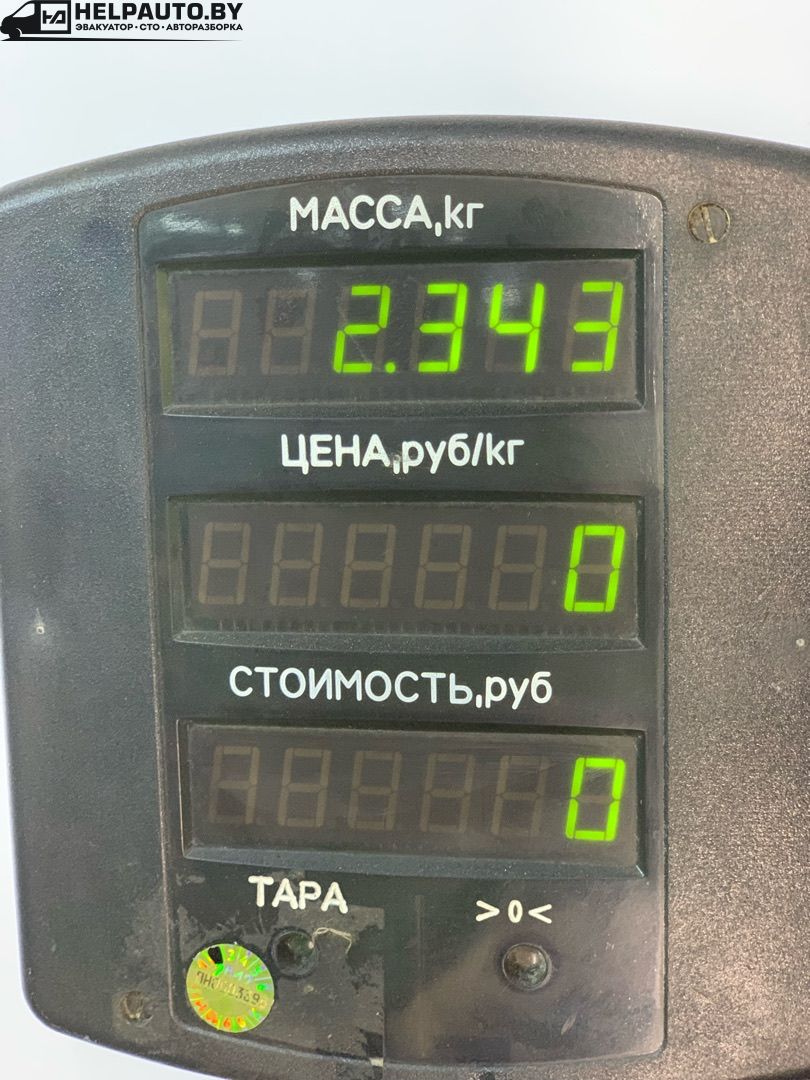 HELPAUTO.BY
ЭВАКУАТОР • СТО • АВТОРАЗБОРКА
МАССА,кг
2.343
ЦЕНА,руб/кг
0
СТОИМОСТЬ,руб
0
ТАРА
>0<